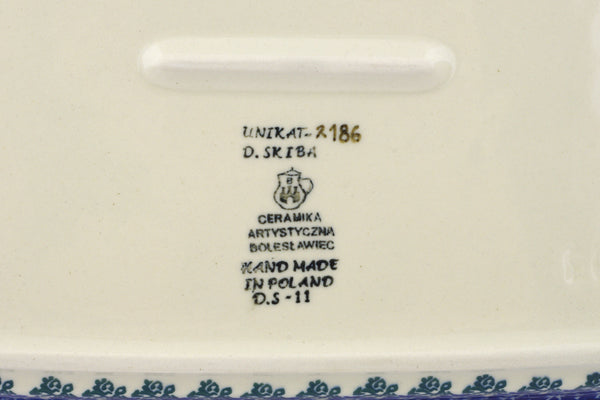 UNIKAT-2186
D.SKIBA
B
CERAMIKA
ARTYSTYCZNA
BOLESŁAWIEC
HAND MADE
IN POLAND
D.S-11